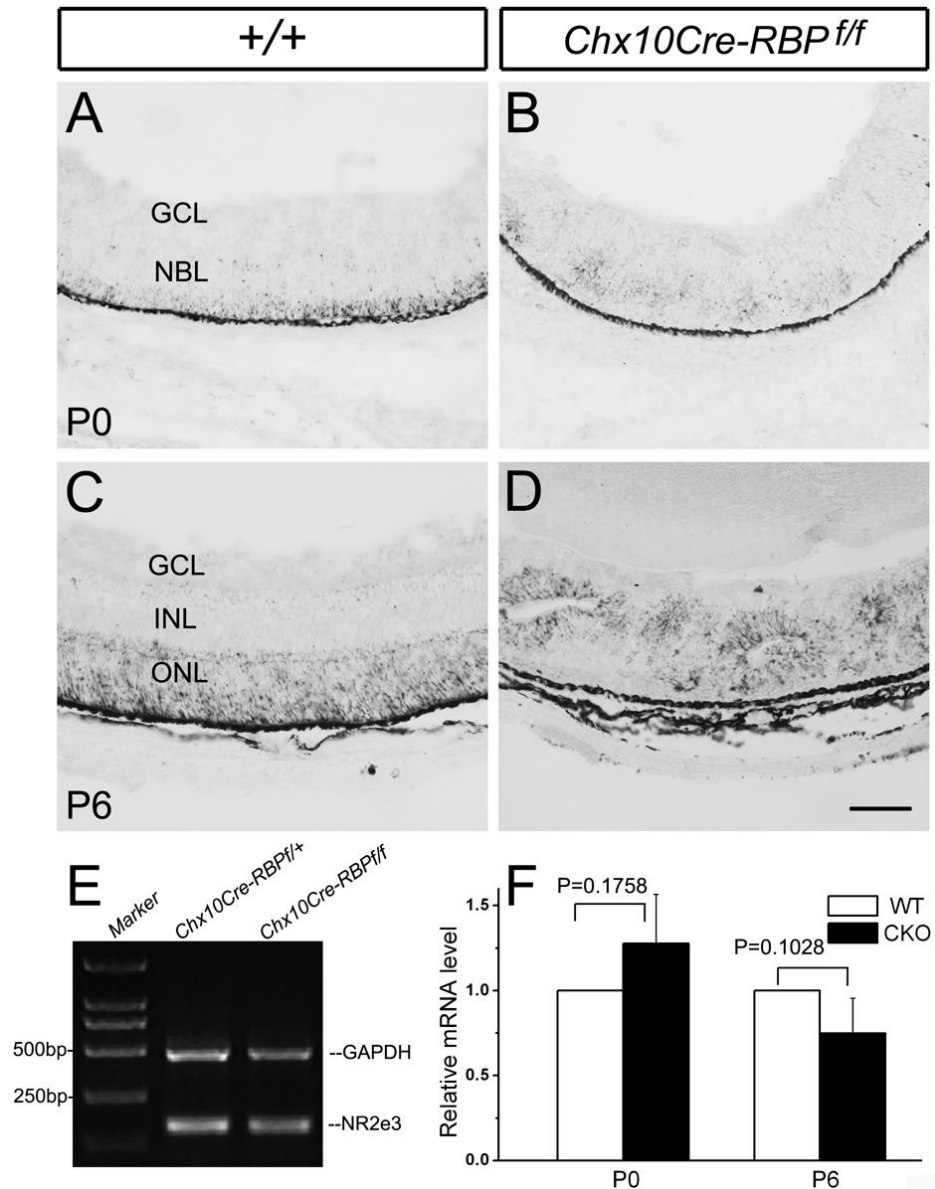 +/+
Chx10Cre-RBP f/f
A
GCL
NBL
P0
B
C
GCL
INL
ONL
P6
D
E
Marker
Chx10Cre-RBPf/+
Chx10Cre-RBPf/f
500bp-
250bp-
--GAPDH
--NR2e3
F
P=0.1758
P=0.1028
WT
CKO
Relative mRNA level
1.5
1.0
0.5
0.0
P0
P6